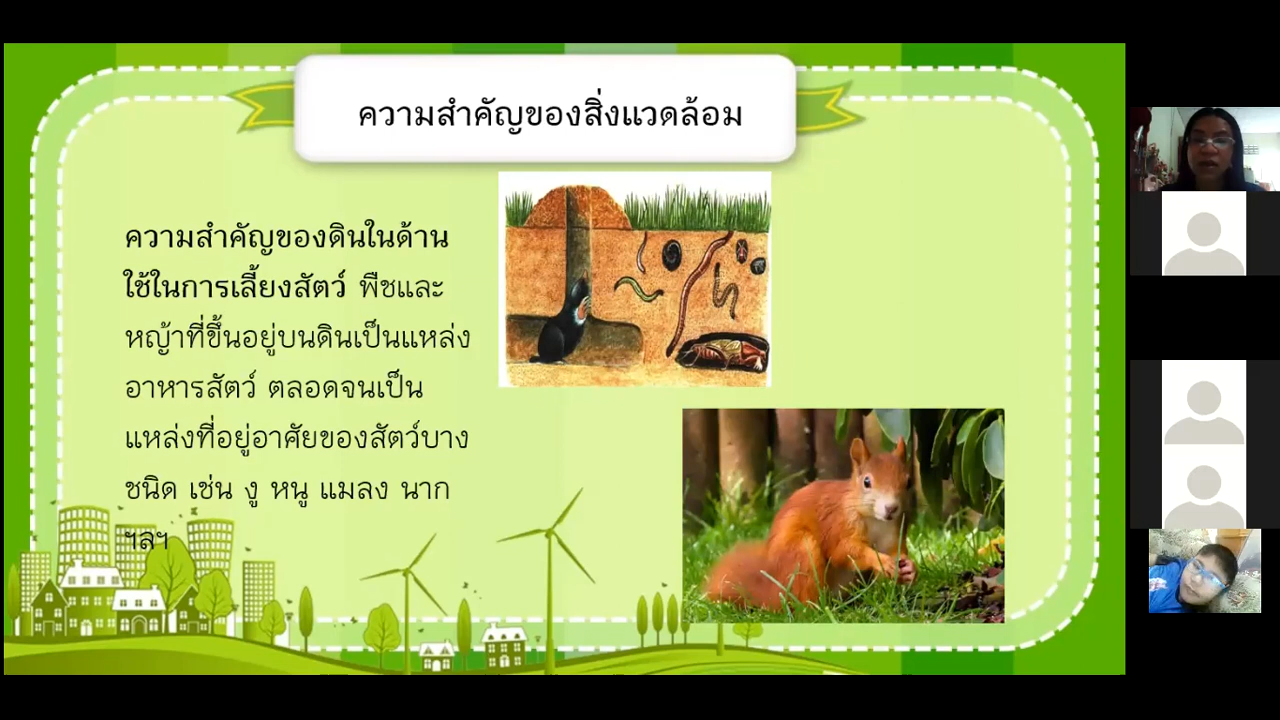 ความสำคัญของสิ่งแวดล้อม
ความสำคัญของดินในด้าน
ใช้ในการเลี้ยงสัตว์ พืชและ
หญ้าที่ขึ้นอยู่บนดินเป็นแหล่ง
อาหารสัตว์ ตลอดจนเป็น
แหล่งที่อยู่อาศัยของสัตว์บาง
ชนิด เช่น งู หนู แมลง นาก
ฯลฯ